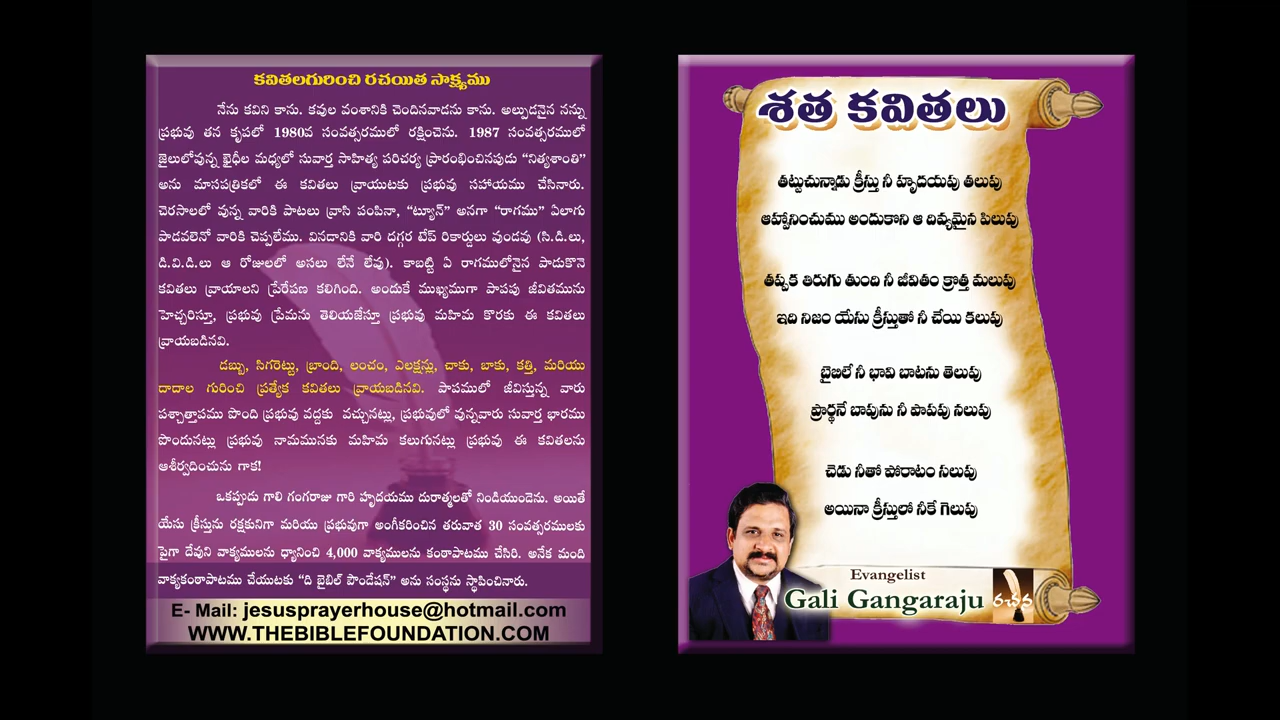 కవితలగురించి రచయిత సాక్ష్యము
నేను కవిని కాను. కవుల వంశానికి చెందినవాడను కాను. అల్పుడనైన నన్ను
ప్రభువు తన కృపలో 1980వ సంవత్సరములో రక్షించెను. 1987 సంవత్సరములో
జైలులోవున్న ఖైధీల మధ్యలో సువార్త సాహిత్య పరిచర్య ప్రారంభించినపుడు “నిత్యశాంతి”
అను మాసపత్రికలో ఈ కవితలు వ్రాయుటకు ప్రభువు సహాయము చేసినారు.
చెరసాలలో వున్న వారికి పాటలు వ్రాసి పంపినా, “ట్యూన్” అనగా “రాగము” ఏలాగు
పాడవలెనో వారికి చెప్పలేము. వినడానికి వారి దగ్గర టేప్ రికార్డులు వుండవు (సి.డి.లు,
డి.వి.డి.లు ఆ రోజులలో అసలు లేనే లేవు). కాబట్టి ఏ రాగములోనైన పాడుకొనె
కవితలు వ్రాయాలని ప్రేరేపణ కలిగింది. అందుకే ముఖ్యముగా పాపపు జీవితమును
హెచ్చరిస్తూ, ప్రభువు ప్రేమను తెలియజేస్తూ ప్రభువు మహిమ కొరకు ఈ కవితలు
వ్రాయబడినవి.
డబ్బు, సిగరెట్టు, బ్రాంది, లంచం, ఎలక్షన్లు, చాకు, బాకు, కత్తి, మరియు
దాదాల గురించి ప్రత్యేక కవితలు వ్రాయబడినవి. పాపములో జీవిస్తున్న వారు
పశ్చాత్తాపము పొంది ప్రభువు వద్దకు వచ్చునట్లు, ప్రభువులో వున్నవారు సువార్త భారము
పొందునట్లు ప్రభువు నామమునకు మహిమ కలుగునట్లు ప్రభువు ఈ కవితలను
ఆశీర్వదించును గాక!
ఒకప్పుడు గాలి గంగరాజు గారి హృదయము దురాత్మలతో నిండియుండెను. అయితే
యేసు క్రీస్తును రక్షకునిగా మరియు ప్రభువుగా అంగీకరించిన తరువాత 30 సంవత్సరములకు
పైగా దేవుని వాక్యములను ధ్యానించి 4,000 వాక్యములను కంఠాపాటము చేసిరి. అనేక మంది
వాక్యకంఠాపాటము చేయుటకు “ది బైబిల్ పౌండేషన్” అను సంస్థను స్థాపించినారు.
E- Mail: jesusprayerhouse@hotmail.com
WWW.THEBIBLEFOUNDATION.COM
శత కవితలు
తట్టుచున్నాడు క్రీస్తు నీ హృదయపు తలుపు
ఆహ్వానించుము అందుకొని ఆ దివ్యమైన పిలుపు
తప్పక తిరుగు తుంది నీ జీవితం క్రొత్త మలుపు
ఇది నిజం యేసు క్రీస్తుతో నీ చేయి కలుపు
బైబిలే నీ భావి బాటను తెలుపు
ప్రార్థనే బాపును నీ పాపపు నలుపు
చెడు నీతో పోరాటం సలుపు
అయినా క్రీస్తులో నీకే గెలుపు
Evangelist
Gali Gangaraju
రచన